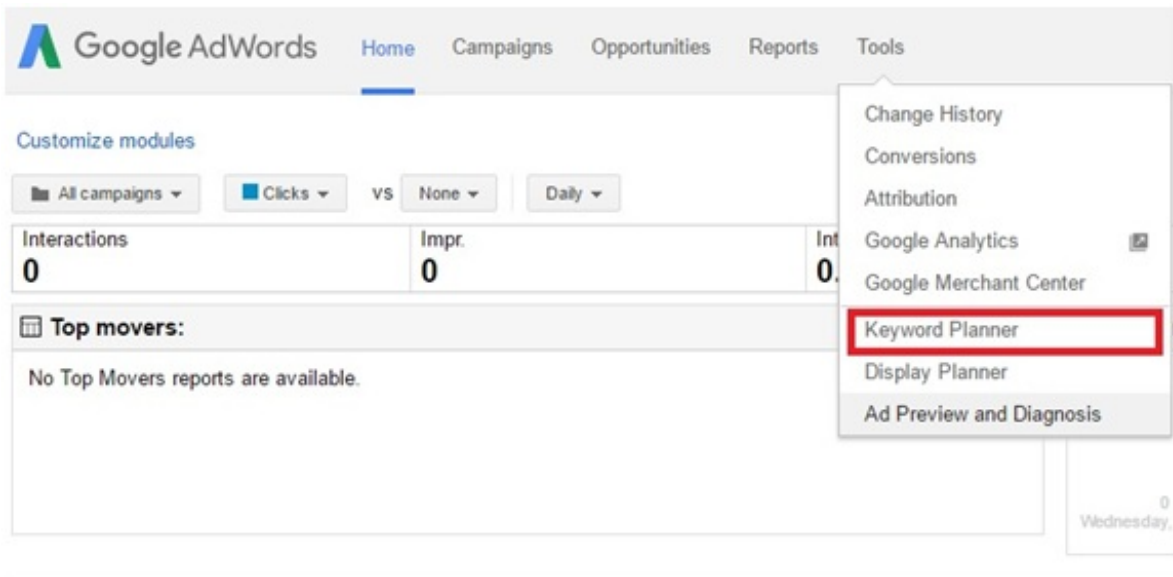 Google AdWords Home Campaigns Opportunities Reports Tools
Customize modules
All campaigns Clicks VS None Daily
Interactions
0
Impr.
0
Int
0.
Top movers:
No Top Movers reports are available.
Change History
Conversions
Attribution
Google Analytics
Google Merchant Center
Keyword Planner
Display Planner
Ad Preview and Diagnosis
0
Wednesday,